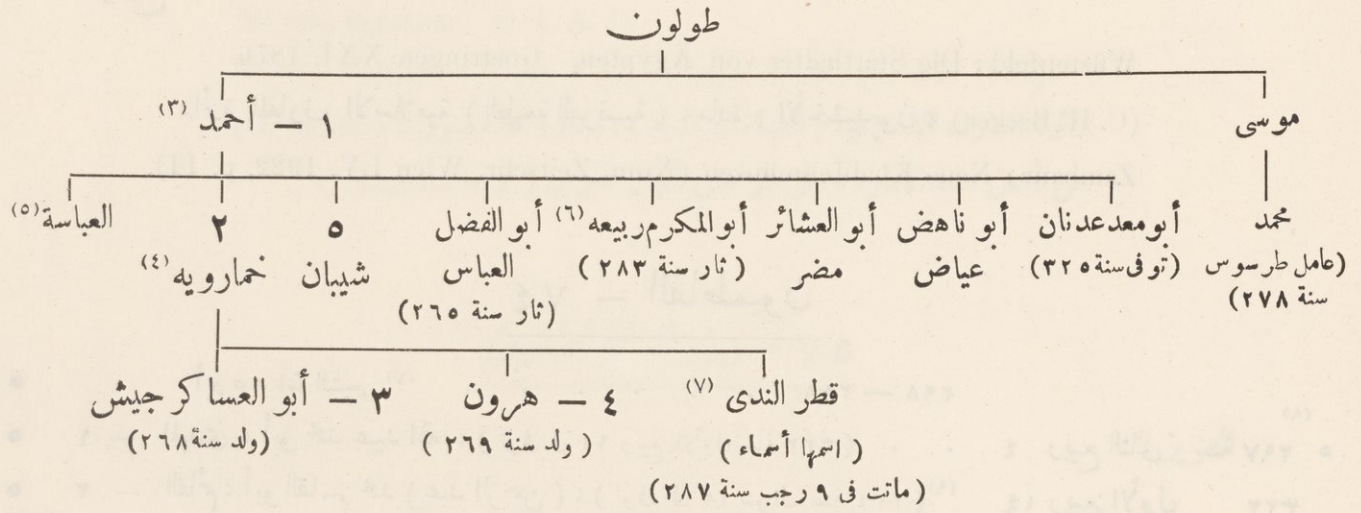 طولون
موسى
١ – أحمد (٣)
محمد
(عامل طرسوس
سنة ٢٧٨)
أبو معد عدنان
(توفى سنة ٣٢٥)
أبو ناهض
عياض
أبو العشائر
مضر
أبو المكرم ربيعه (٦)
(ثار سنة ٢٨٣)
أبو الفضل
العباس
(ثار سنة ٢٦٥)
٥
شيبان
٢
خمارويه (٤)
العباسة (٥)
قطر الندى (٧)
(اسمها أسماء)
(ماتت فى ٩ رجب سنة ٢٨٧)
٤ – هرون
(ولد سنة ٢٦٩)
٣ – أبو العساكر جيش
(ولد سنة ٢٦٨)